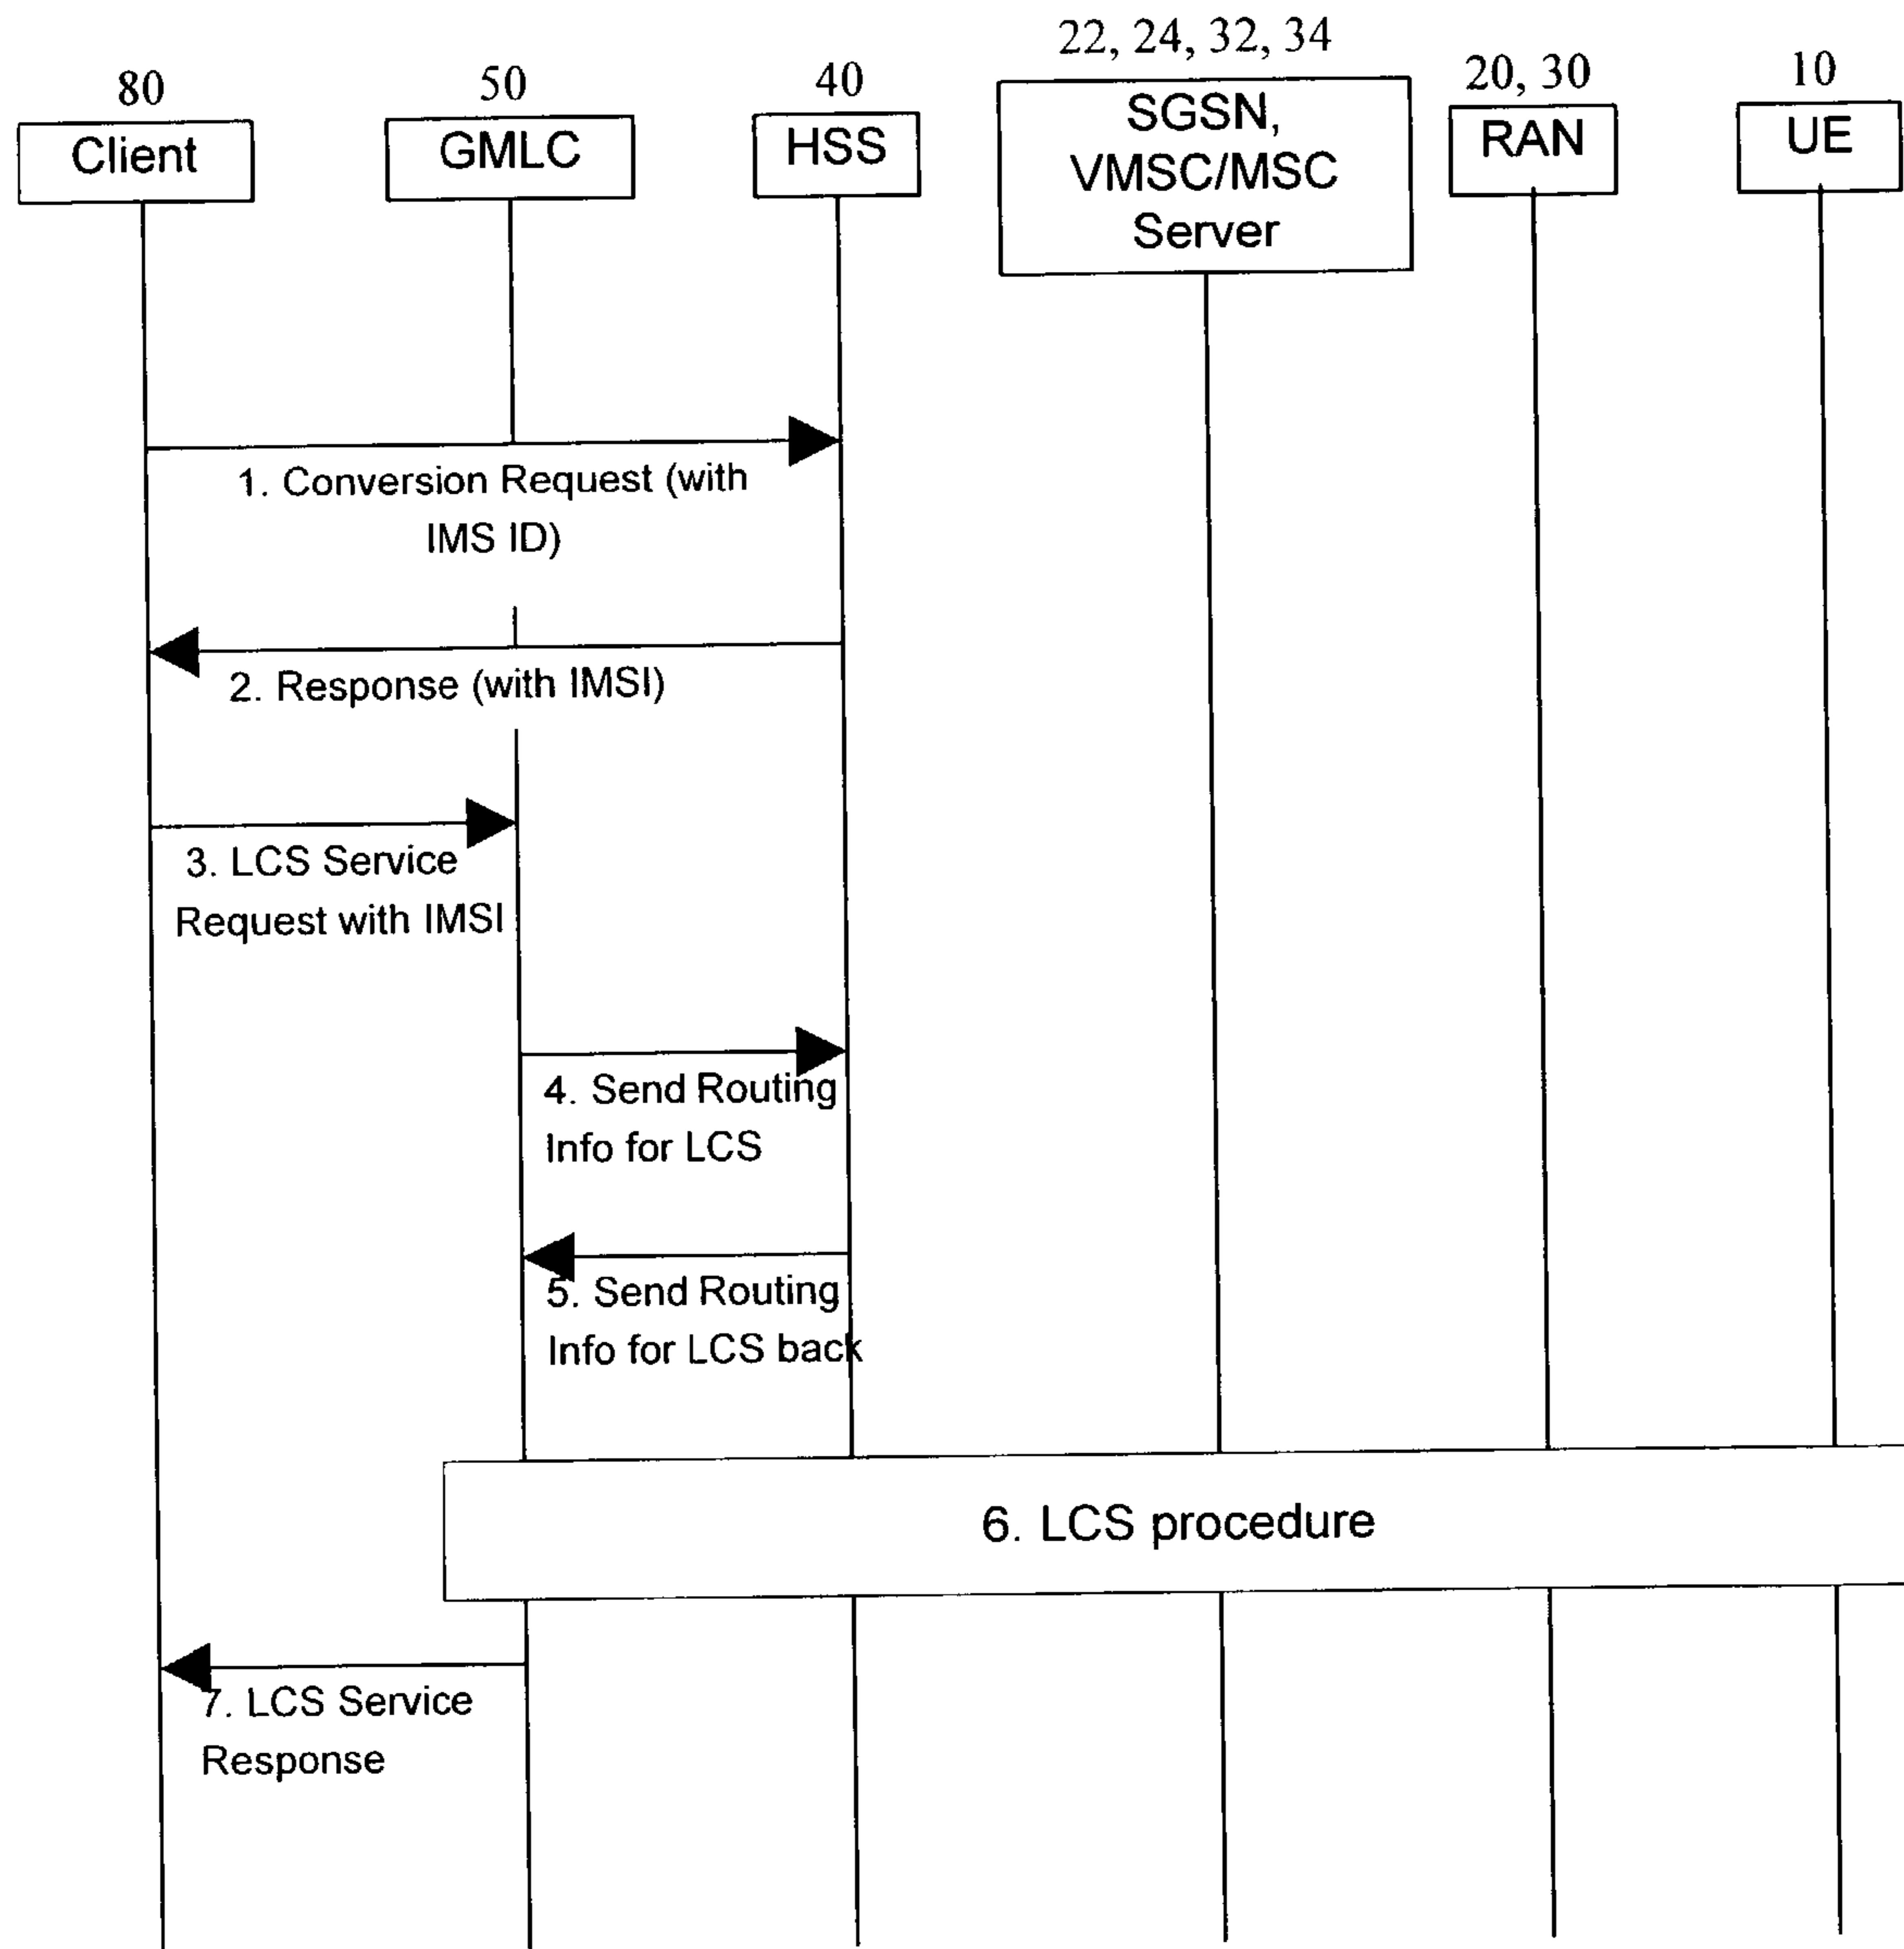 22, 24, 32, 34
80
50
40
20, 30
10
Client
GMLC
HSS
SGSN,
VMSC/MSC
Server
RAN
UE
1. Conversion Request (with
IMS ID)
2. Response (with IMSI)
3. LCS Service
Request with IMSI
4. Send Routing
Info for LCS
5. Send Routing
Info for LCS back
6. LCS procedure
7. LCS Service
Response